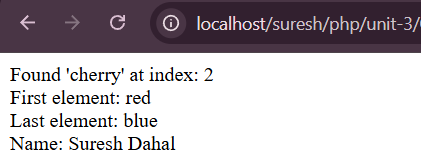 localhost/suresh/php/unit-3/
Found 'cherry' at index: 2
First element: red
Last element: blue
Name: Suresh Dahal